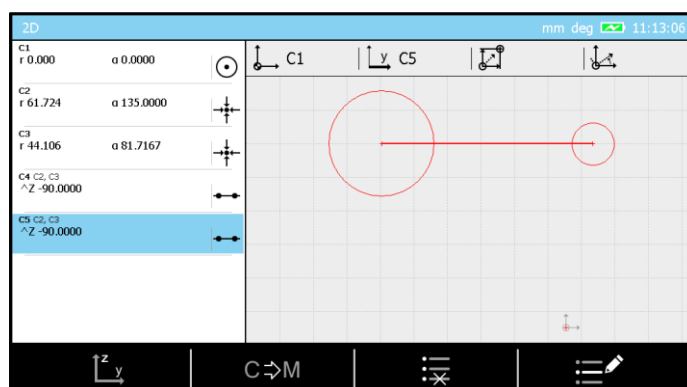 2D mm deg 11:13:06
C1
r 0.000 α 0.0000
C1 y C5
C2
r 61.724 α 135.0000
C3
r 44.106 α 81.7167
C4 C2, C3
^Z -90.0000
C5 C2, C3
^Z -90.0000
z y C⇨M